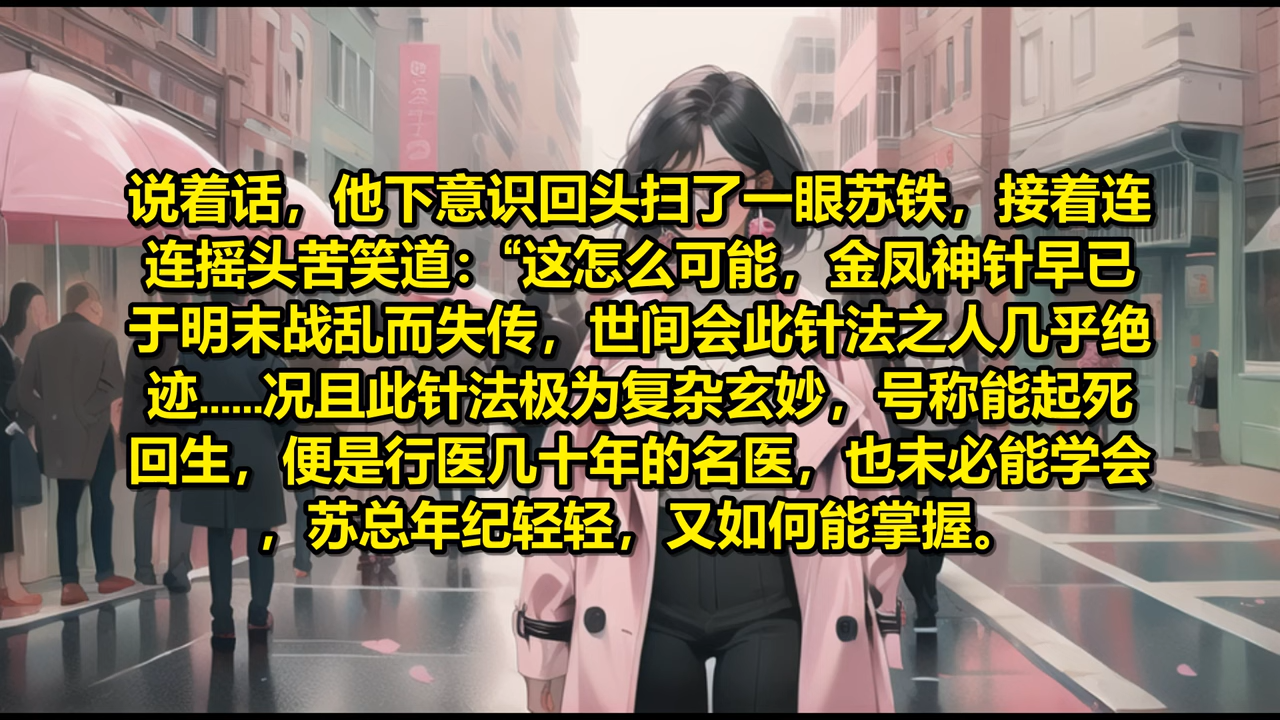 说着话，他下意识回头扫了一眼苏铁，接着连
连摇头苦笑道：“这怎么可能，金凤神针早已
于明末战乱而失传，世间会此针法之人几乎绝
迹......况且此针法极为复杂玄妙，号称能起死
回生，便是行医几十年的名医，也未必能学会
，苏总年纪轻轻，又如何能掌握。